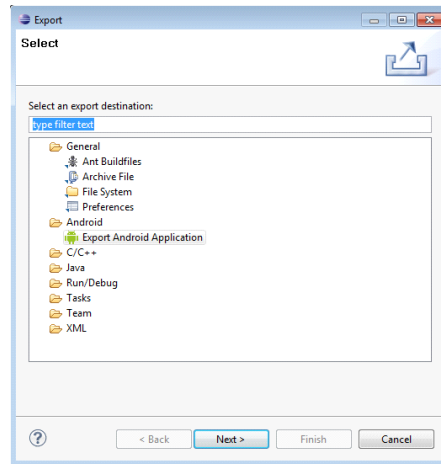 Export
Select
Select an export destination:
type filter text
General
Ant Buildfiles
Archive File
File System
Preferences
Android
Export Android Application
C/C++
Java
Run/Debug
Tasks
Team
XML
?
< Back
Next >
Finish
Cancel